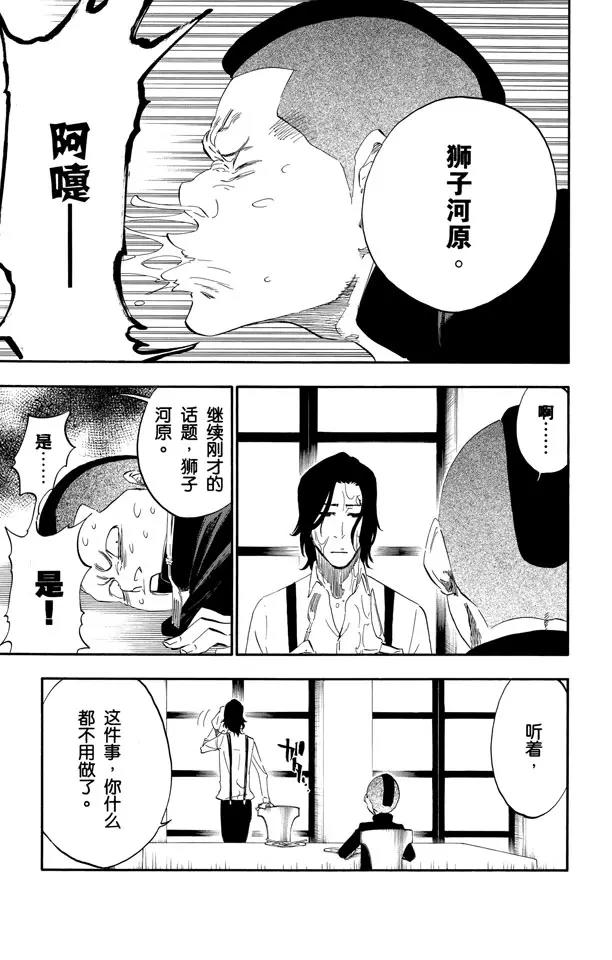 狮子河原。
阿嚏——
啊……
继续刚才的
话题，狮子
河原。
是……
是！
听着，
这件事，你什么
都不用做了。